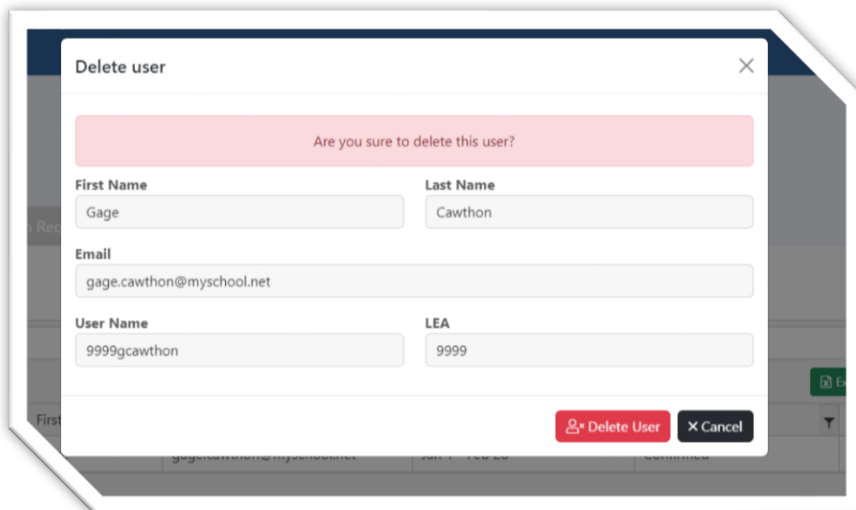 Delete user
Are you sure to delete this user?
First Name Last Name
Gage Cawthon
Email
gage.cawthon@myschool.net
User Name LEA
9999gcawthon 9999
Delete User Cancel
First